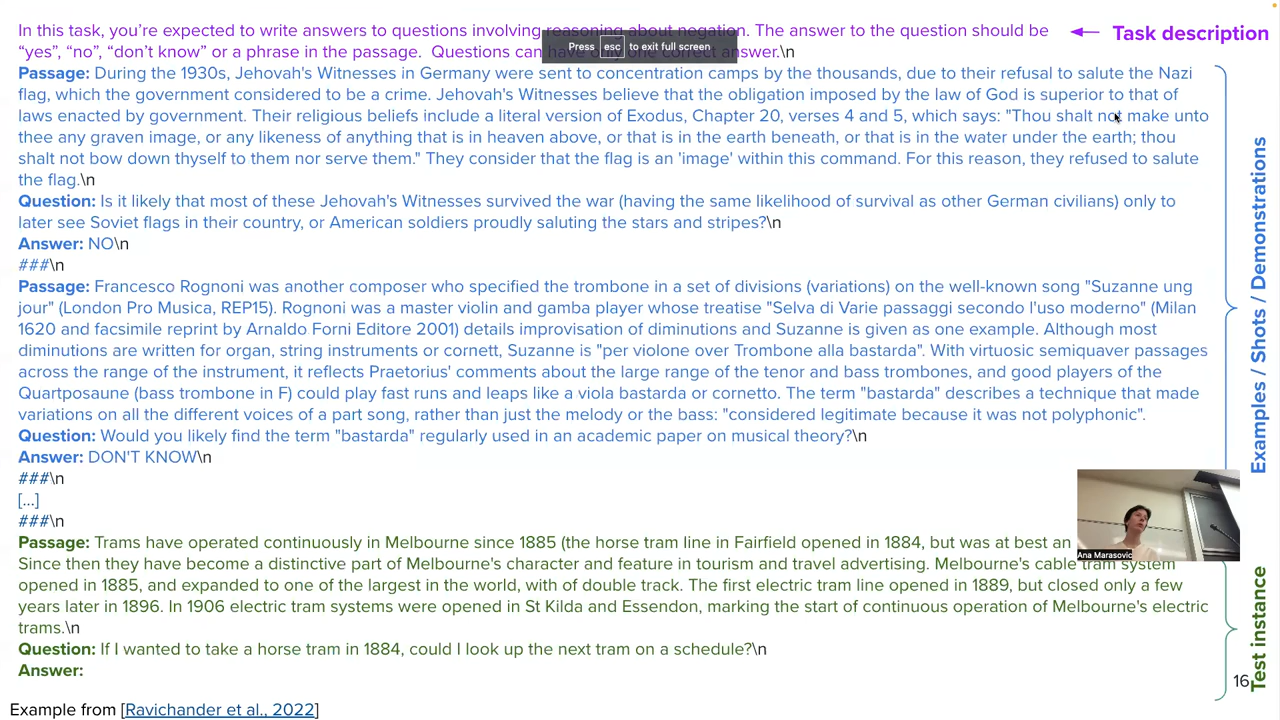 In this task, you're expected to write answers to questions involving reasoning about negation. The answer to the question should be
"yes", "no", "don't know" or a phrase in the passage. Questions can have only one correct answer.\n
Task description
Press esc to exit full screen
Passage: During the 1930s, Jehovah's Witnesses in Germany were sent to concentration camps by the thousands, due to their refusal to salute the Nazi
flag, which the government considered to be a crime. Jehovah's Witnesses believe that the obligation imposed by the law of God is superior to that of
laws enacted by government. Their religious beliefs include a literal version of Exodus, Chapter 20, verses 4 and 5, which says: "Thou shalt not make unto
thee any graven image, or any likeness of anything that is in heaven above, or that is in the earth beneath, or that is in the water under the earth; thou
shalt not bow down thyself to them nor serve them." They consider that the flag is an 'image' within this command. For this reason, they refused to salute
the flag.\n
Question: Is it likely that most of these Jehovah's Witnesses survived the war (having the same likelihood of survival as other German civilians) only to
later see Soviet flags in their country, or American soldiers proudly saluting the stars and stripes?\n
Answer: NO\n
###\n
Passage: Francesco Rognoni was another composer who specified the trombone in a set of divisions (variations) on the well-known song "Suzanne ung
jour" (London Pro Musica, REP15). Rognoni was a master violin and gamba player whose treatise "Selva di Varie passaggi secondo l'uso moderno" (Milan
1620 and facsimile reprint by Arnaldo Forni Editore 2001) details improvisation of diminutions and Suzanne is given as one example. Although most
diminutions are written for organ, string instruments or cornett, Suzanne is "per violone over Trombone alla bastarda". With virtuosic semiquaver passages
across the range of the instrument, it reflects Praetorius' comments about the large range of the tenor and bass trombones, and good players of the
Quartposaune (bass trombone in F) could play fast runs and leaps like a viola bastarda or cornetto. The term "bastarda" describes a technique that made
variations on all the different voices of a part song, rather than just the melody or the bass: "considered legitimate because it was not polyphonic".
Question: Would you likely find the term "bastarda" regularly used in an academic paper on musical theory?\n
Answer: DON'T KNOW\n
###\n
[...]
###\n
Examples / Shots / Demonstrations
Passage: Trams have operated continuously in Melbourne since 1885 (the horse tram line in Fairfield opened in 1884, but was at best an
Since then they have become a distinctive part of Melbourne's character and feature in tourism and travel advertising. Melbourne's cable tram system
opened in 1885, and expanded to one of the largest in the world, with of double track. The first electric tram line opened in 1889, but closed only a few
years later in 1896. In 1906 electric tram systems were opened in St Kilda and Essendon, marking the start of continuous operation of Melbourne's electric
trams.\n
Question: If I wanted to take a horse tram in 1884, could I look up the next tram on a schedule?\n
Answer:
Test instance
Ana Marasovic
16
Example from [Ravichander et al., 2022]